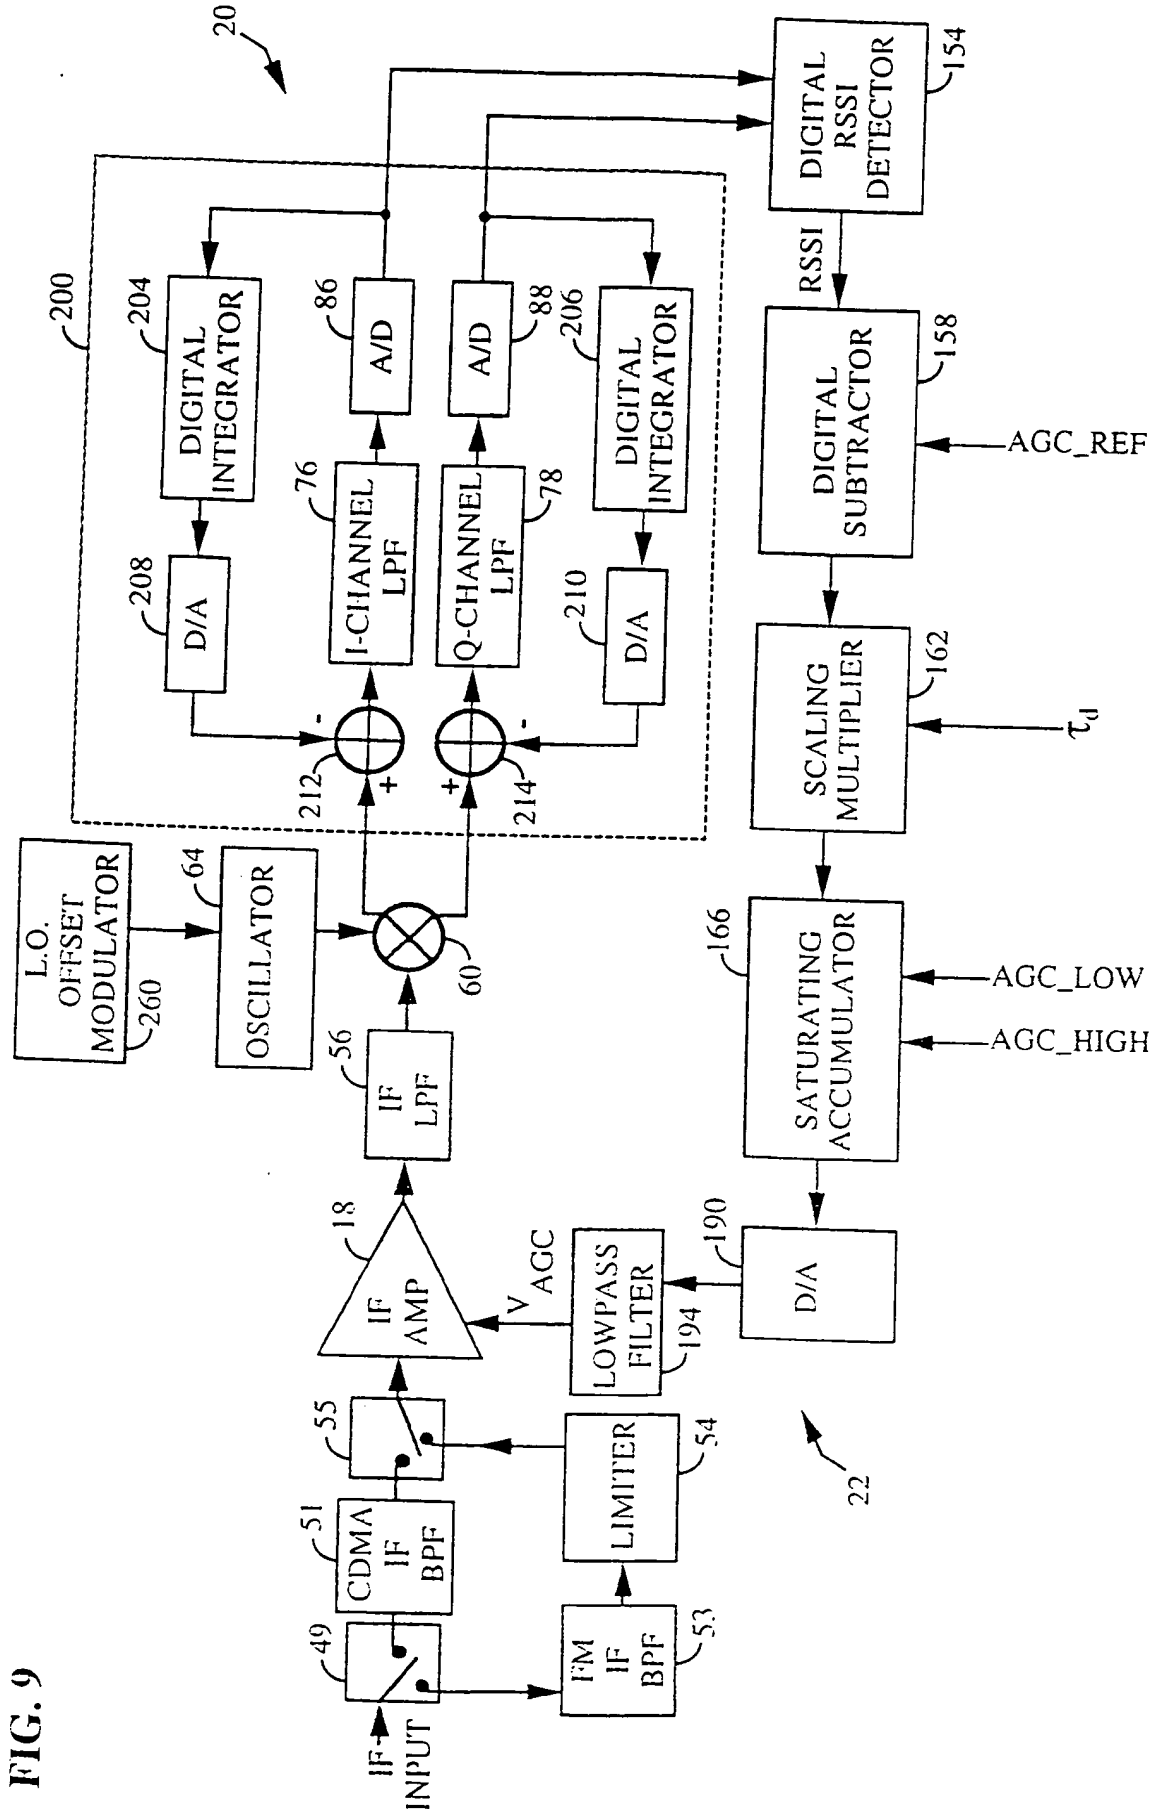 FIG. 9
20
200
204
DIGITAL
INTEGRATOR
208
D/A
L.O.
OFFSET
MODULATOR
260
64
OSCILLATOR
76
I-CHANNEL
LPF
86
A/D
212
-
+
56
IF
LPF
60
18
IF
AMP
Q-CHANNEL
LPF
78
A/D
88
214
+
-
210
D/A
206
DIGITAL
INTEGRATOR
IF
INPUT
49
51
CDMA
IF
BPF
55
FM
IF
BPF
53
LIMITER
54
V
AGC
LOWPASS
FILTER
194
22
190
D/A
166
SATURATING
ACCUMULATOR
AGC_HIGH
AGC_LOW
SCALING
MULTIPLIER
162
τd
DIGITAL
SUBTRACTOR
158
AGC_REF
RSSI
DIGITAL
RSSI
DETECTOR
154